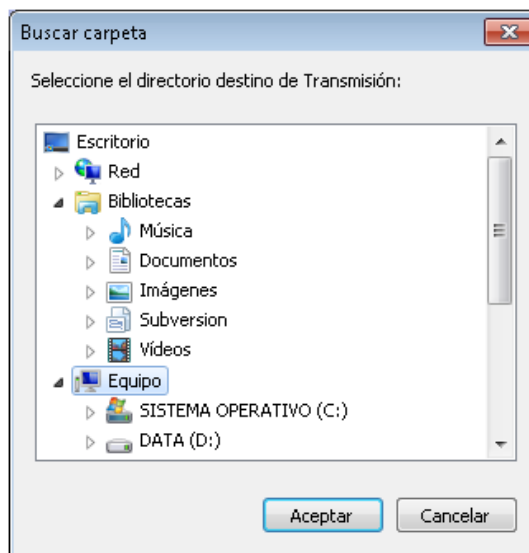 Buscar carpeta
Seleccione el directorio destino de Transmisión:
Escritorio
Red
Bibliotecas
Música
Documentos
Imágenes
Subversion
Vídeos
Equipo
SISTEMA OPERATIVO (C:)
DATA (D:)
Aceptar Cancelar